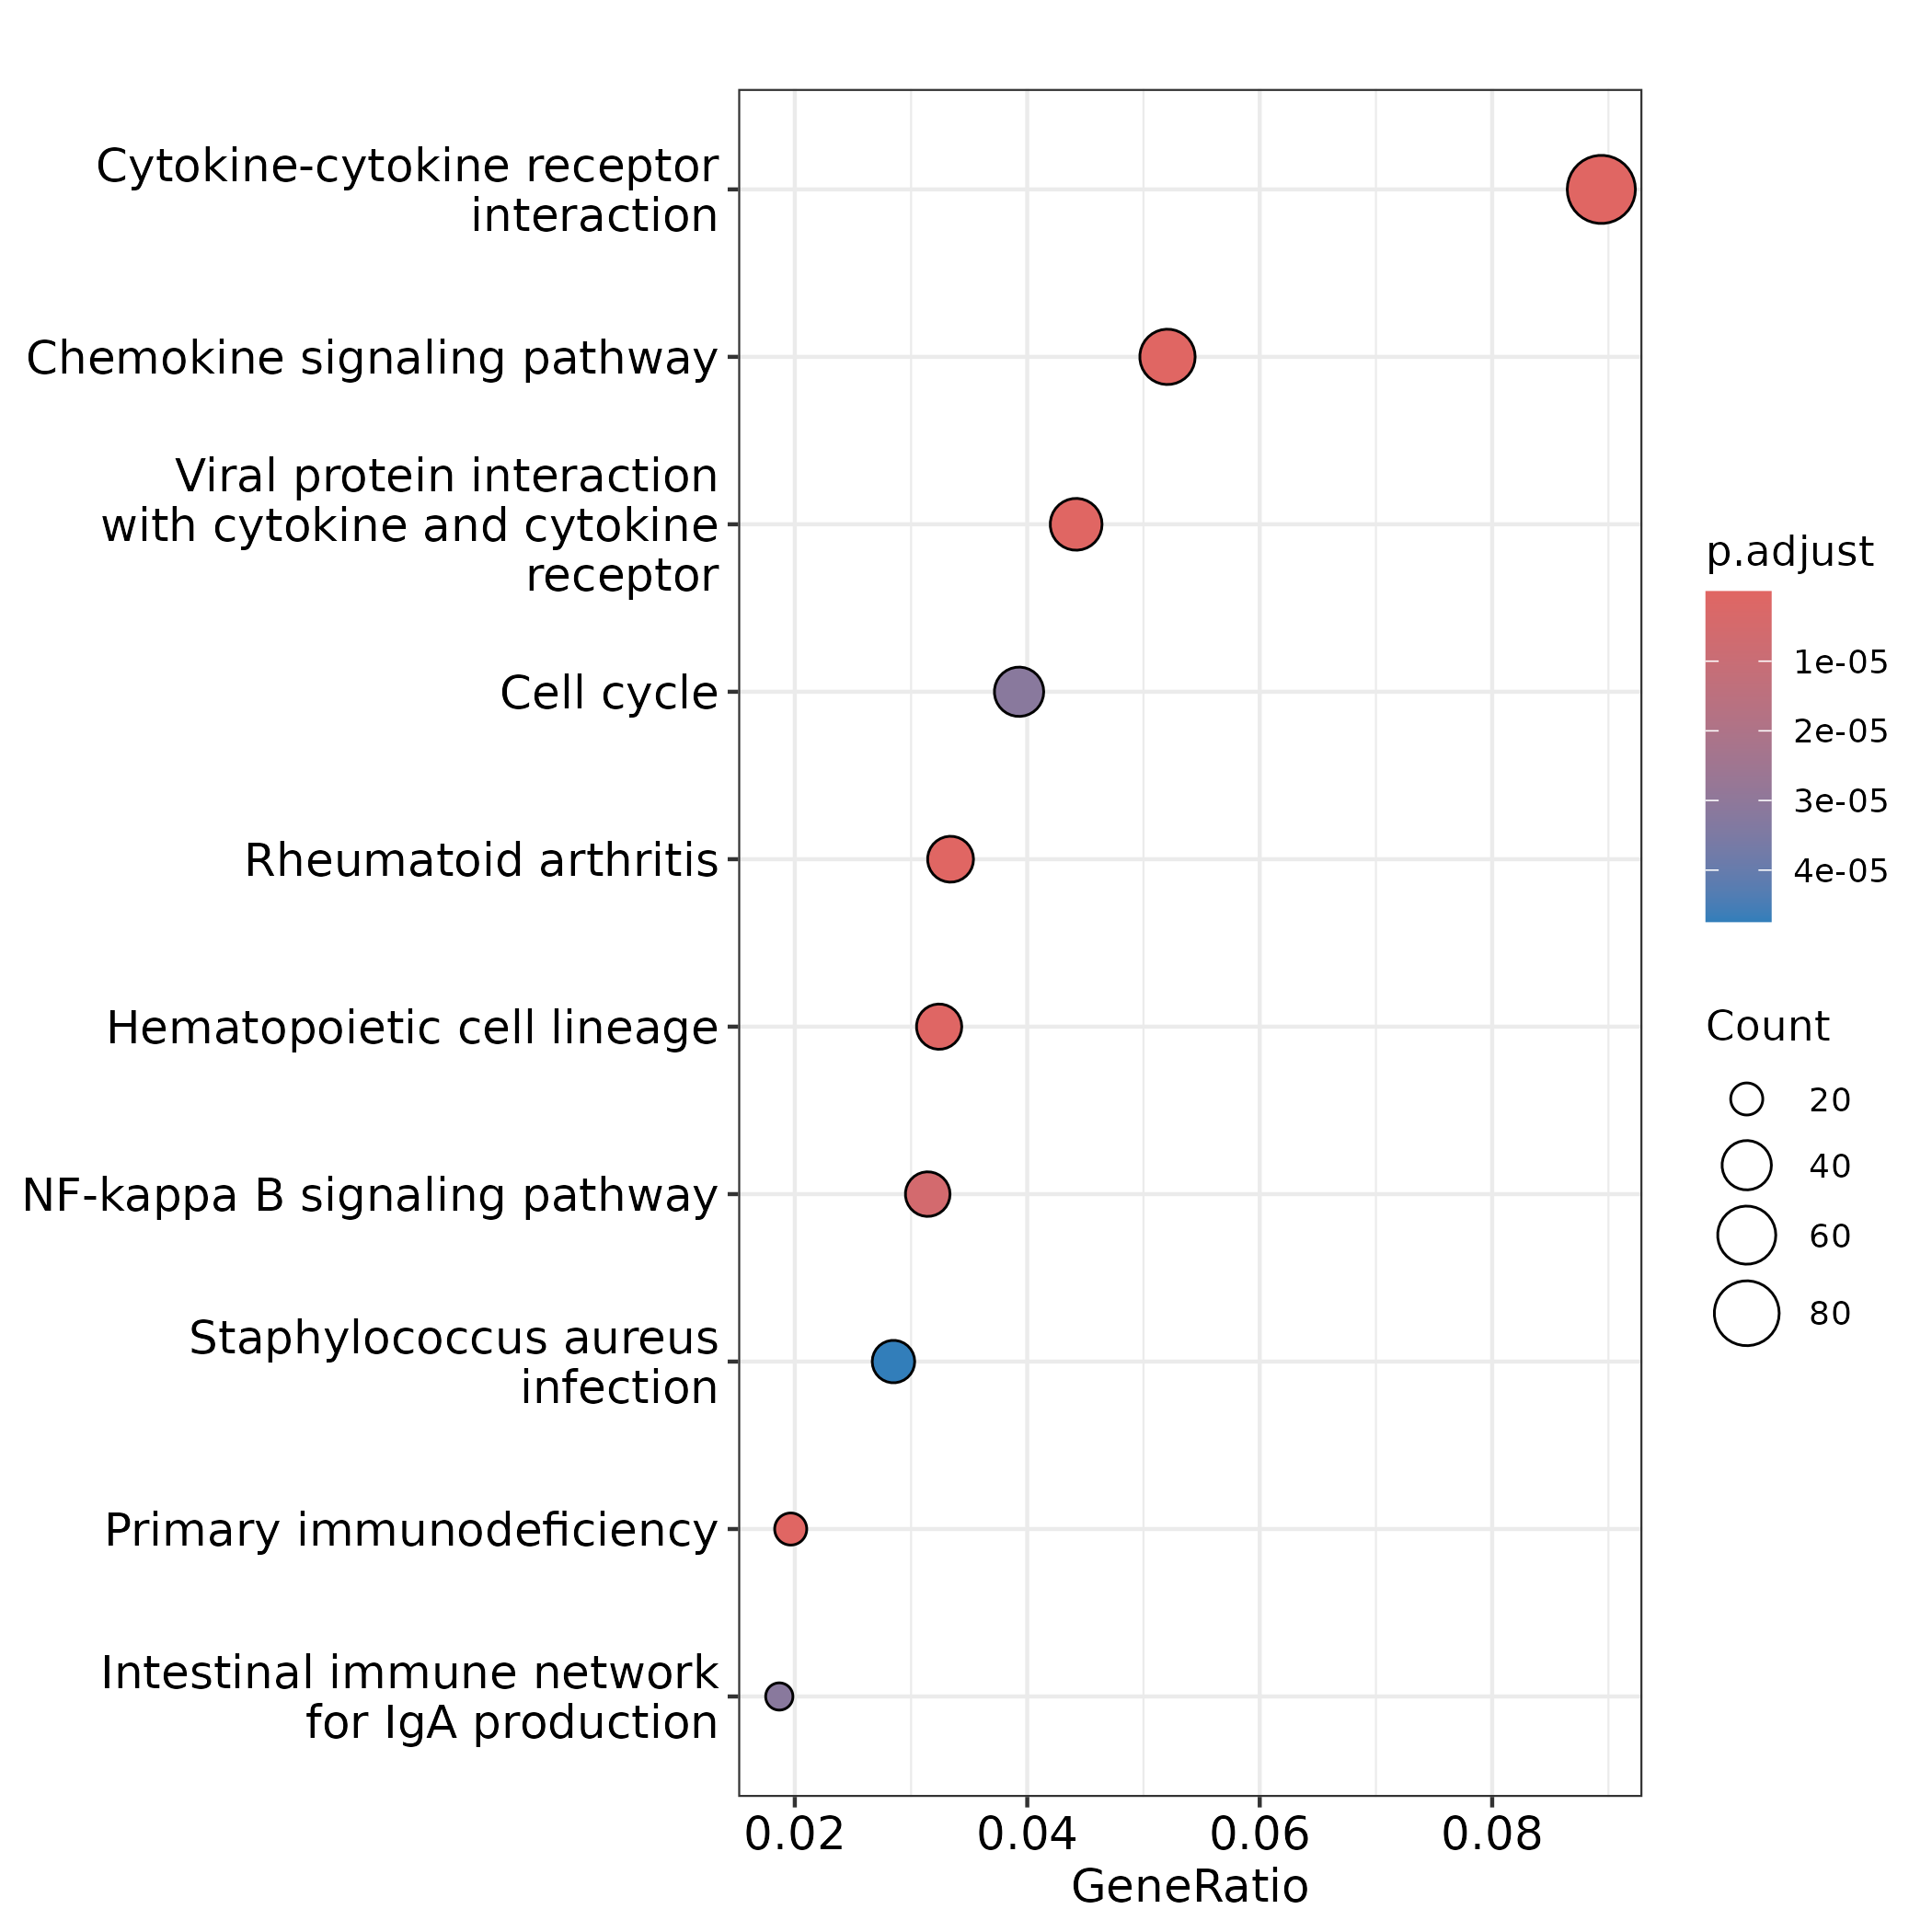 Cytokine-cytokine receptor
interaction
Chemokine signaling pathway
Viral protein interaction
with cytokine and cytokine
receptor
Cell cycle
Rheumatoid arthritis
Hematopoietic cell lineage
NF-kappa B signaling pathway
Staphylococcus aureus
infection
Primary immunodeficiency
Intestinal immune network
for IgA production
0.02 0.04 0.06 0.08
GeneRatio
p.adjust
1e-05
2e-05
3e-05
4e-05
Count
20
40
60
80